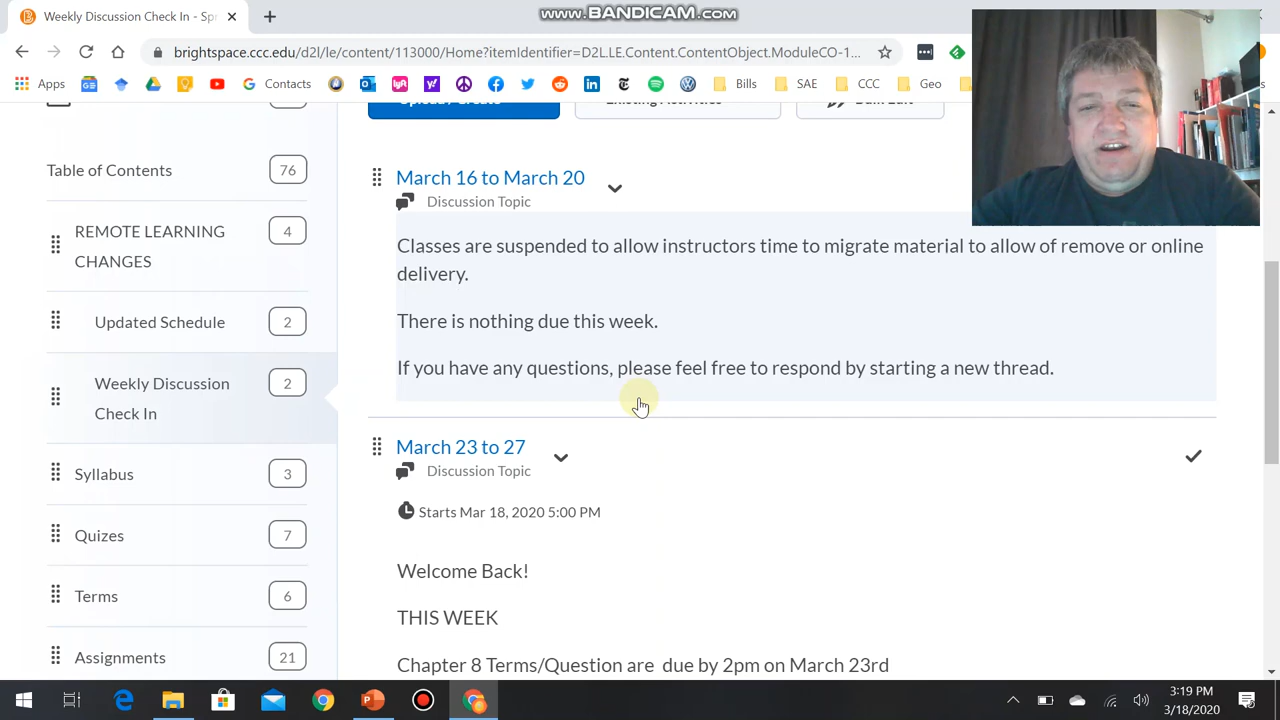 Weekly Discussion Check In - Spr
www.BANDICAM.com
brightspace.ccc.edu/d2l/le/content/113000/Home?itemIdentifier=D2L.LE.Content.ContentObject.ModuleCO-1...
Apps
Contacts
Bills
SAE
CCC
Geo
Table of Contents
76
REMOTE LEARNING
CHANGES
4
Updated Schedule
2
Weekly Discussion
Check In
2
Syllabus
3
Quizes
7
Terms
6
Assignments
21
Existing Activities
Bulk Edit
March 16 to March 20
Discussion Topic
Classes are suspended to allow instructors time to migrate material to allow of remove or online
delivery.
There is nothing due this week.
If you have any questions, please feel free to respond by starting a new thread.
March 23 to 27
Discussion Topic
Starts Mar 18, 2020 5:00 PM
Welcome Back!
THIS WEEK
Chapter 8 Terms/Question are due by 2pm on March 23rd
3:19 PM
3/18/2020